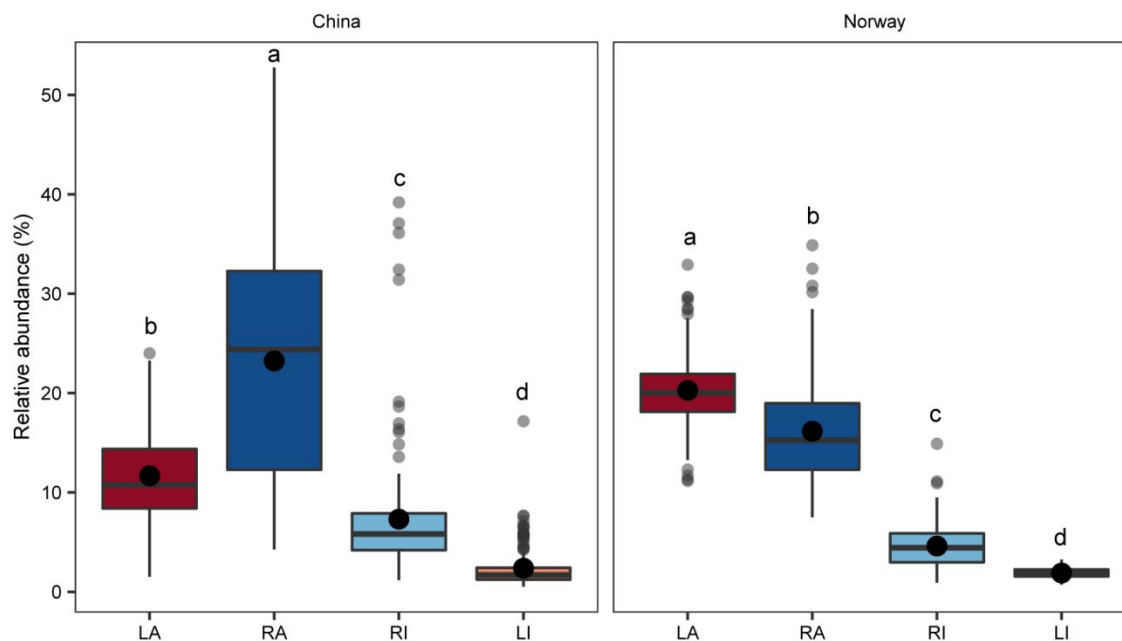 China
Norway
Relative abundance (%)
50
40
30
20
10
0
b
a
c
d
a
b
c
d
LA
RA
RI
LI
LA
RA
RI
LI